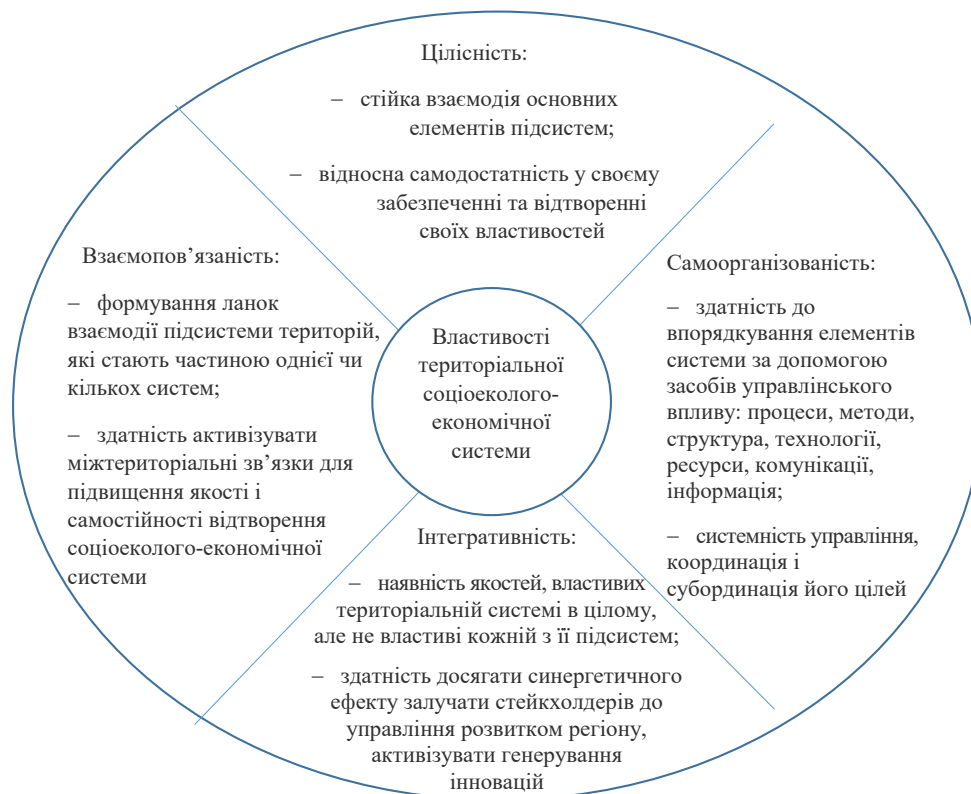 Цілісність:
– стійка взаємодія основних
елементів підсистем;
– відносна самодостатність у своєму
забезпеченні та відтворенні
своїх властивостей
Взаємопов’язаність:
– формування ланок
взаємодії підсистеми територій,
які стають частиною однієї чи
кількох систем;
– здатність активізувати
міжтериторіальні зв’язки для
підвищення якості і
самостійності відтворення
соціоеколого-економічної
системи
Властивості
територіальної
соціоеколого-
економічної
системи
Самоорганізованість:
– здатність до
впорядкування елементів
системи за допомогою
засобів управлінського
впливу: процеси, методи,
структура, технології,
ресурси, комунікації,
інформація;
– системність управління,
координація і
субординація його цілей
Інтегративність:
– наявність якостей, властивих
територіальній системі в цілому,
але не властиві кожній з її підсистем;
– здатність досягати синергетичного
ефекту залучати стейкхолдерів до
управління розвитком регіону,
активізувати генерування
інновацій